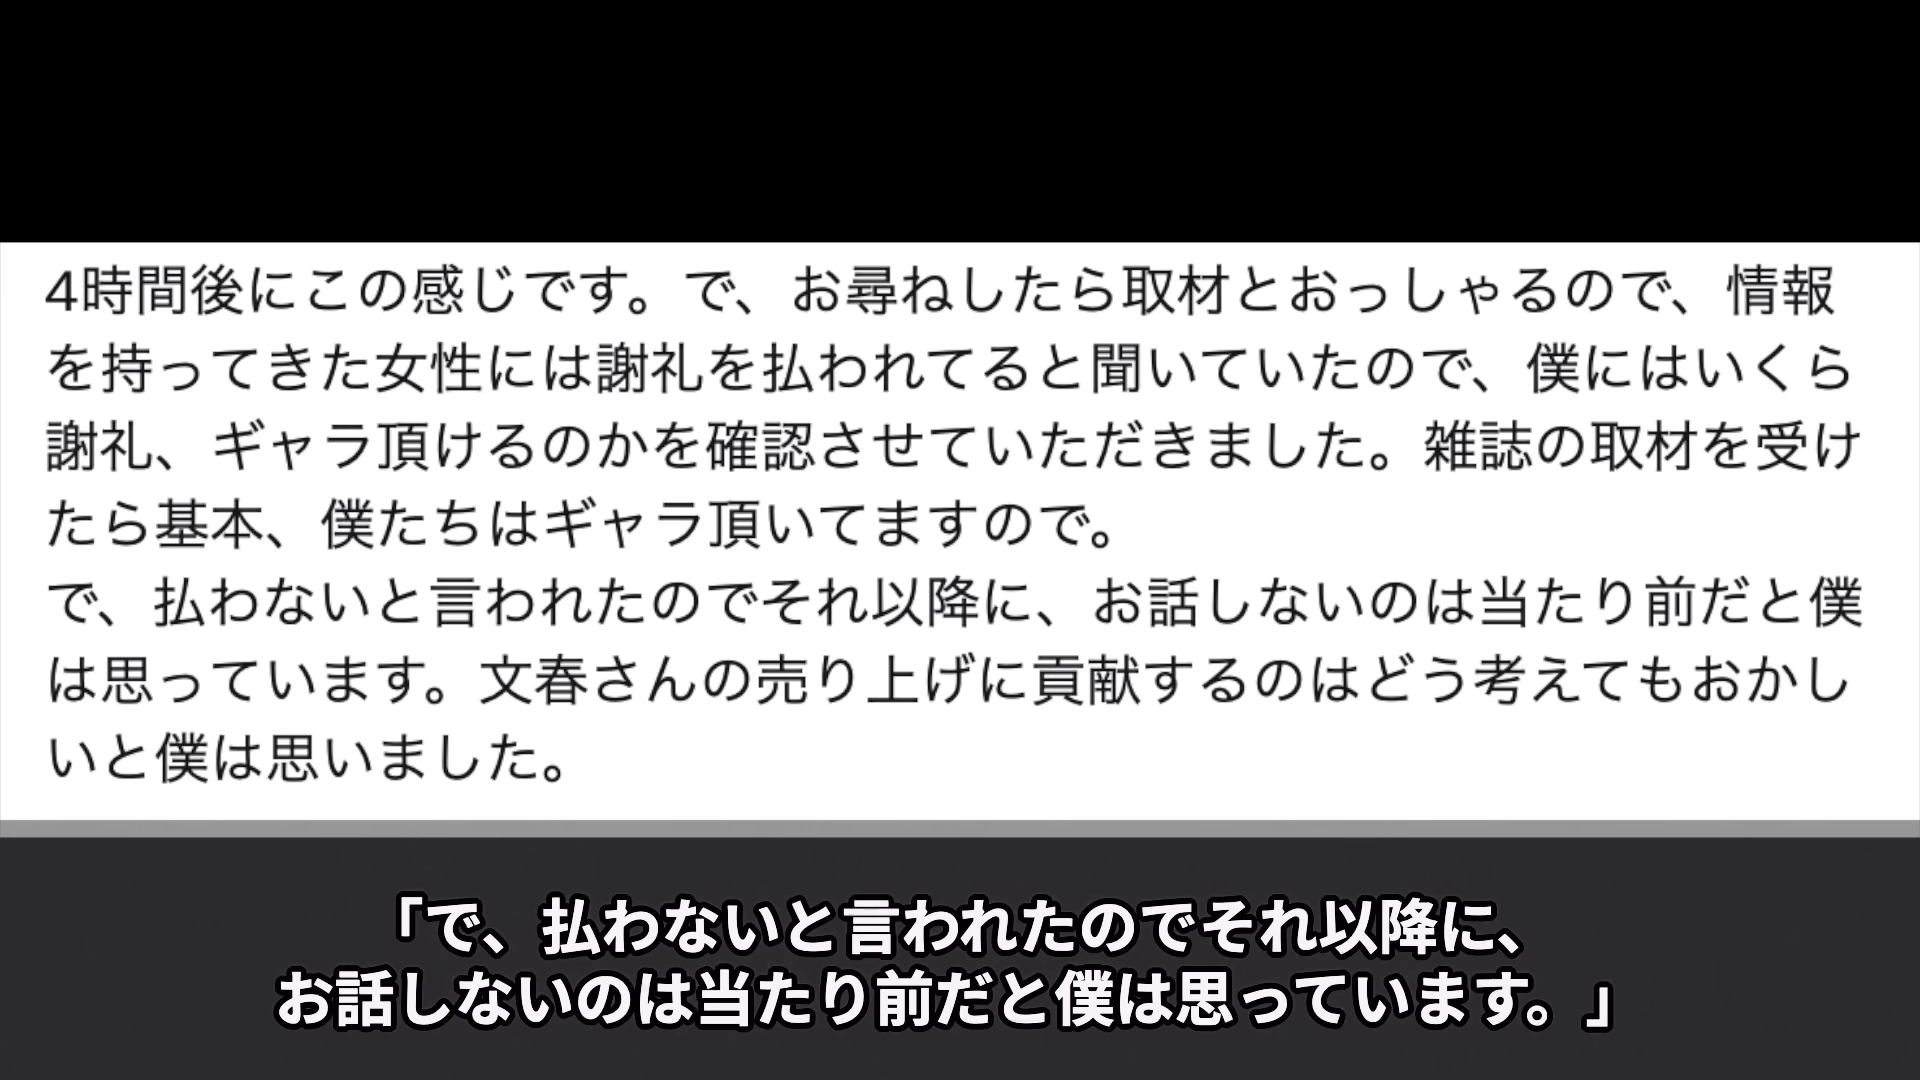 4時間後にこの感じです。で、お尋ねしたら取材とおっしゃるので、情報
を持ってきた女性には謝礼を払われてると聞いていたので、僕にはいくら
謝礼、ギャラ頂けるのかを確認させていただきました。雑誌の取材を受け
たら基本、僕たちはギャラ頂いてますので。
で、払わないと言われたのでそれ以降に、お話しないのは当たり前だと僕
は思っています。文春さんの売り上げに貢献するのはどう考えてもおかし
いと僕は思いました。
「で、払わないと言われたのでそれ以降に、
お話しないのは当たり前だと僕は思っています。」